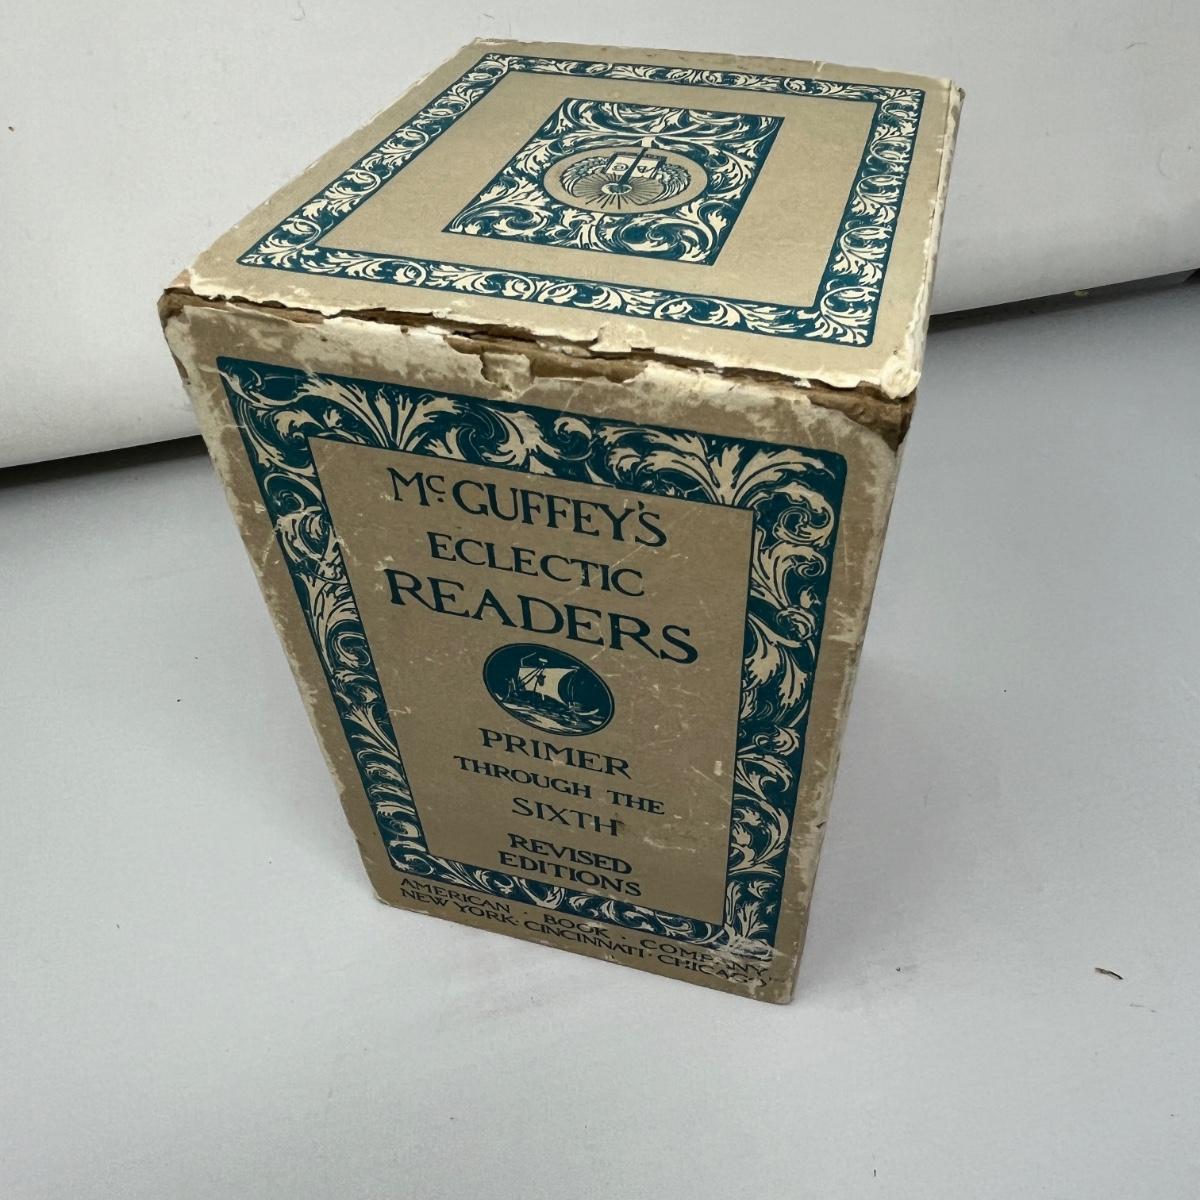 McGUFFEY'S
ECLECTIC
READERS
PRIMER
THROUGH THE
SIXTH
REVISED
EDITIONS
AMERICAN · BOOK · COMPANY
NEW YORK · CINCINNATI · CHICAGO